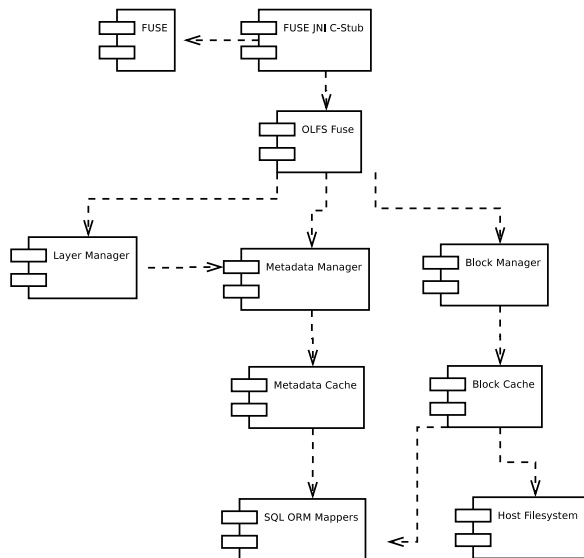 FUSE
FUSE JNI C-Stub
OLFS Fuse
Layer Manager
Metadata Manager
Block Manager
Metadata Cache
Block Cache
SQL ORM Mappers
Host Filesystem